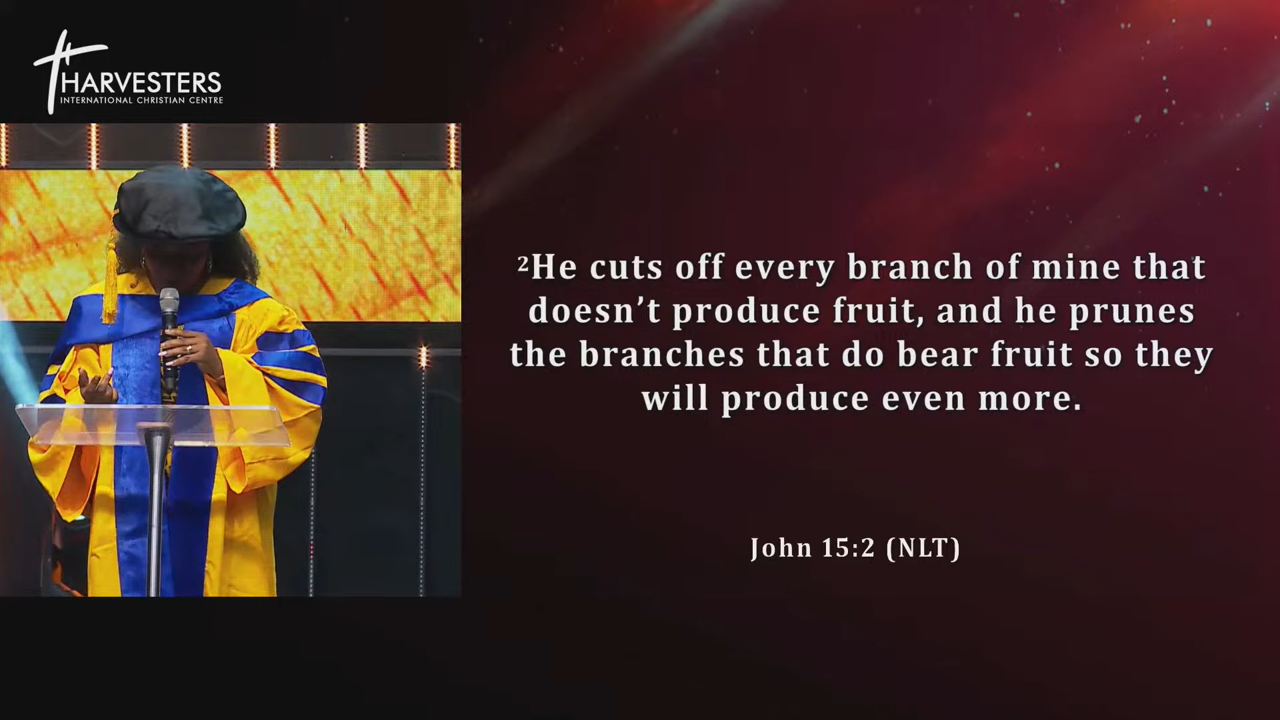 HARVESTERS
INTERNATIONAL CHRISTIAN CENTRE
²He cuts off every branch of mine that
doesn’t produce fruit, and he prunes
the branches that do bear fruit so they
will produce even more.
John 15:2 (NLT)